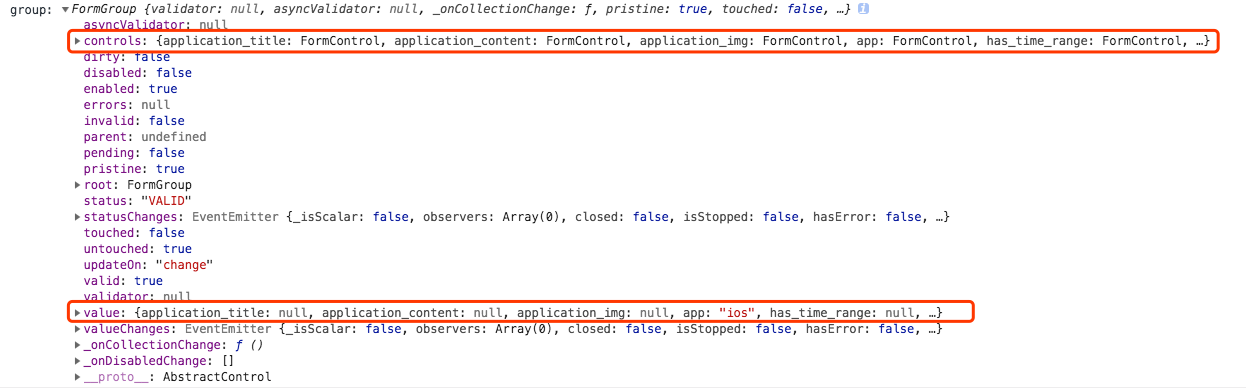 group: ▼FormGroup {validator: null, asyncValidator: null, _onCollectionChange: ƒ, pristine: true, touched: false, …} i
asyncValidator: null
▶controls: {application_title: FormControl, application_content: FormControl, application_img: FormControl, app: FormControl, has_time_range: FormControl, …}
dirty: false
disabled: false
enabled: true
errors: null
invalid: false
parent: undefined
pending: false
pristine: true
▶root: FormGroup
status: "VALID"
▶statusChanges: EventEmitter {_isScalar: false, observers: Array(0), closed: false, isStopped: false, hasError: false, …}
touched: false
untouched: true
updateOn: "change"
valid: true
validator: null
▶value: {application_title: null, application_content: null, application_img: null, app: "ios", has_time_range: null, …}
▶valueChanges: EventEmitter {_isScalar: false, observers: Array(0), closed: false, isStopped: false, hasError: false, …}
▶_onCollectionChange: ƒ ()
▶_onDisabledChange: []
▶__proto__: AbstractControl